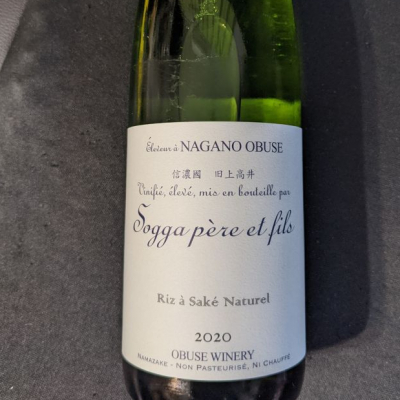 Éleveur à NAGANO OBUSE
信濃國 旧上高井
Vinifié, élevé, mis en bouteille par
Sogga père et fils
Riz à Saké Naturel
2020
OBUSE WINERY
NAMAZAKE - NON PASTEURISÉ, NI CHAUFFÉ